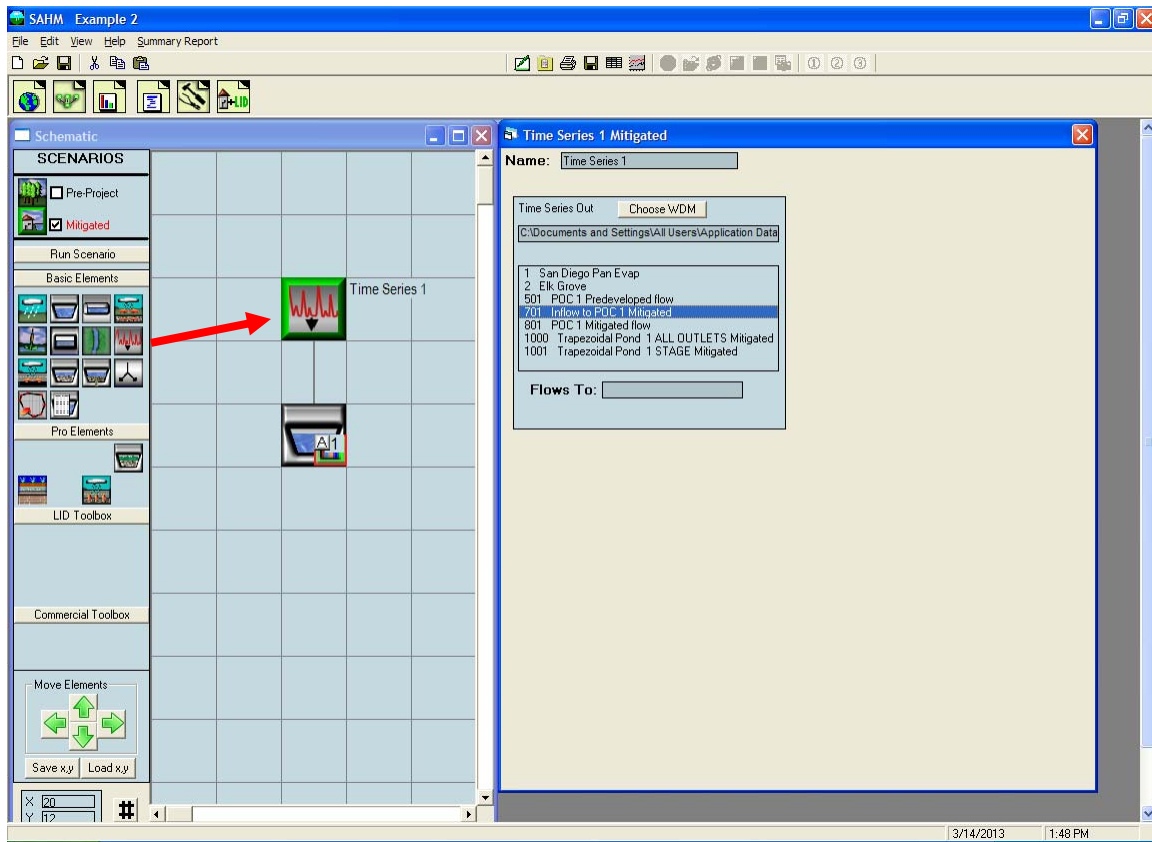 SAHM Example 2
File Edit View Help Summary Report
+LID
Schematic
SCENARIOS
Pre-Project
Mitigated
Run Scenario
Basic Elements
Pro Elements
LID Toolbox
Commercial Toolbox
Move Elements
Save x,y Load x,y
X 20
Y 12
#
Time Series 1
A 1
Time Series 1 Mitigated
Name: Time Series 1
Time Series Out Choose WDM
C:\Documents and Settings\All Users\Application Data
1 San Diego Pan Evap
2 Elk Grove
501 POC 1 Predeveloped flow
701 Inflow to POC 1 Mitigated
801 POC 1 Mitigated flow
1000 Trapezoidal Pond 1 ALL OUTLETS Mitigated
1001 Trapezoidal Pond 1 STAGE Mitigated
Flows To:
3/14/2013 1:48 PM